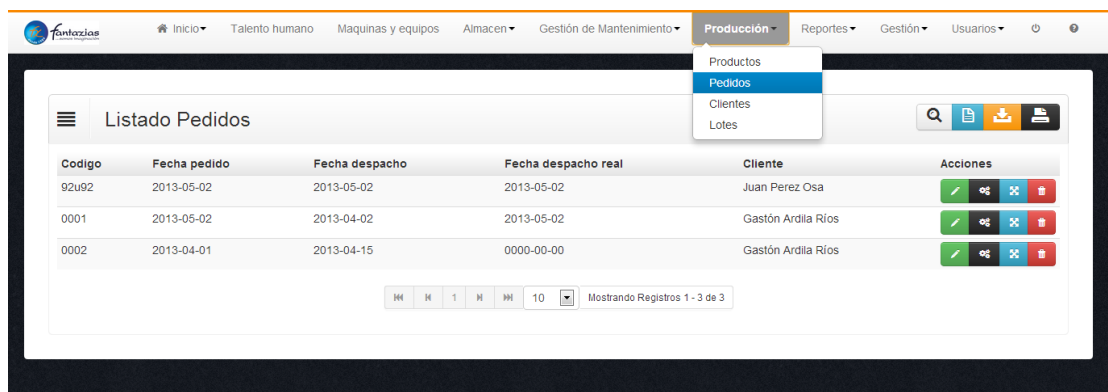 fantazias
Inicio Talento humano Maquinas y equipos Almacen Gestión de Mantenimiento Producción Reportes Gestión Usuarios
Productos
Pedidos
Clientes
Lotes
Listado Pedidos
Codigo Fecha pedido Fecha despacho Fecha despacho real Cliente Acciones
92u92 2013-05-02 2013-05-02 2013-05-02 Juan Perez Osa
0001 2013-05-02 2013-04-02 2013-05-02 Gastón Ardila Ríos
0002 2013-04-01 2013-04-15 0000-00-00 Gastón Ardila Ríos
1 10 Mostrando Registros 1 - 3 de 3